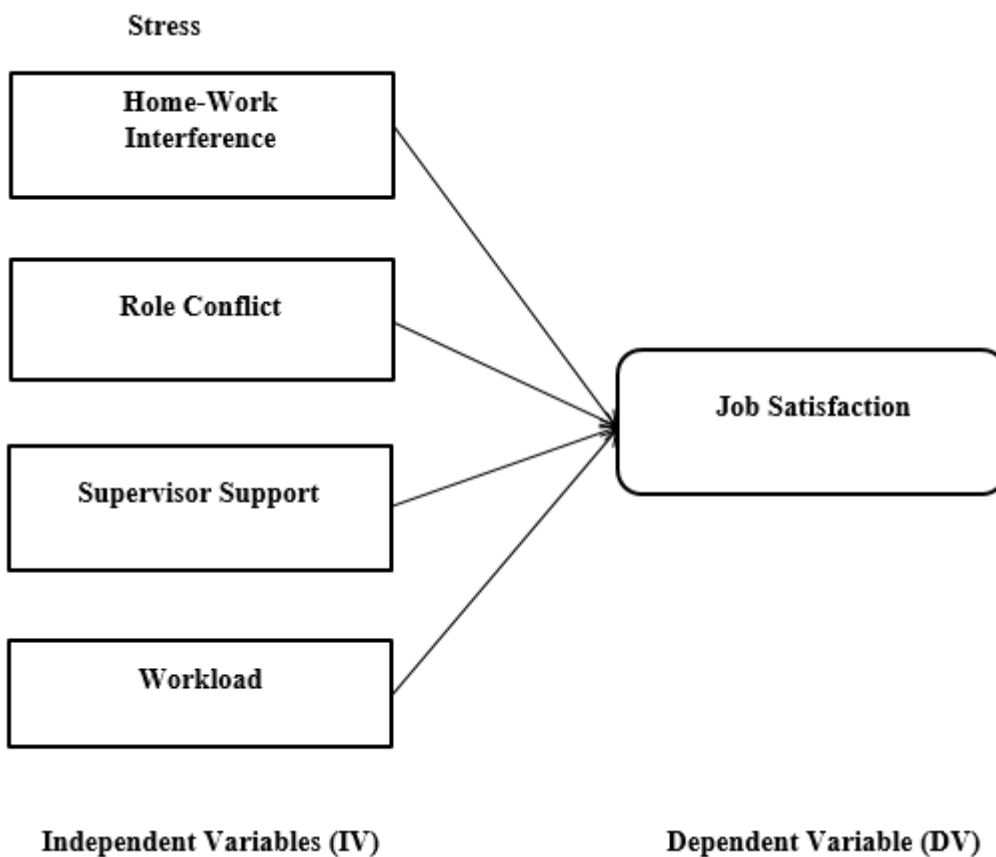 Stress
Home-Work
Interference
Role Conflict
Supervisor Support
Workload
Job Satisfaction
Independent Variables (IV)
Dependent Variable (DV)